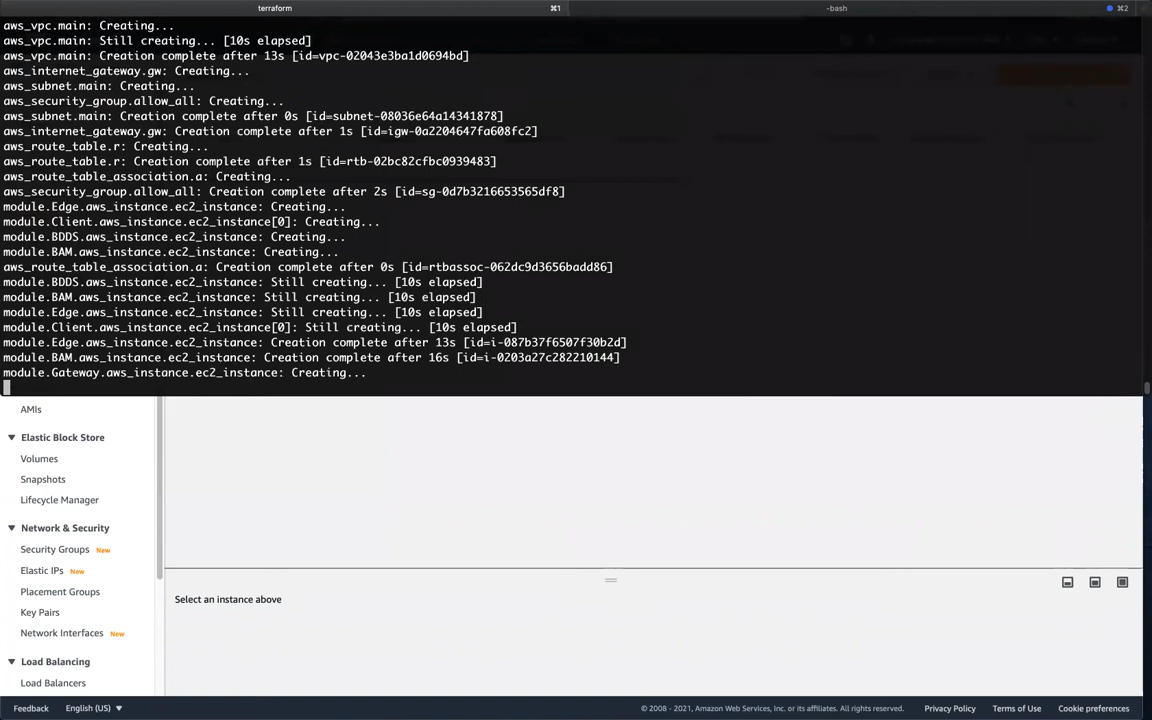 terraform ⌘1 -bash ⌘2
aws_vpc.main: Creating...
aws_vpc.main: Still creating... [10s elapsed]
aws_vpc.main: Creation complete after 13s [id=vpc-02043e3ba1d0694bd]
aws_internet_gateway.gw: Creating...
aws_subnet.main: Creating...
aws_security_group.allow_all: Creating...
aws_subnet.main: Creation complete after 0s [id=subnet-08036e64a14341878]
aws_internet_gateway.gw: Creation complete after 1s [id=igw-0a2204647fa608fc2]
aws_route_table.r: Creating...
aws_route_table.r: Creation complete after 1s [id=rtb-02bc82cfbc0939483]
aws_route_table_association.a: Creating...
aws_security_group.allow_all: Creation complete after 2s [id=sg-0d7b3216653565df8]
module.Edge.aws_instance.ec2_instance: Creating...
module.Client.aws_instance.ec2_instance[0]: Creating...
module.BDDS.aws_instance.ec2_instance: Creating...
module.BAM.aws_instance.ec2_instance: Creating...
aws_route_table_association.a: Creation complete after 0s [id=rtbassoc-062dc9d3656badd86]
module.BDDS.aws_instance.ec2_instance: Still creating... [10s elapsed]
module.BAM.aws_instance.ec2_instance: Still creating... [10s elapsed]
module.Edge.aws_instance.ec2_instance: Still creating... [10s elapsed]
module.Client.aws_instance.ec2_instance[0]: Still creating... [10s elapsed]
module.Edge.aws_instance.ec2_instance: Creation complete after 13s [id=i-087b37f6507f30b2d]
module.BAM.aws_instance.ec2_instance: Creation complete after 16s [id=i-0203a27c282210144]
module.Gateway.aws_instance.ec2_instance: Creating...
AMIs
Elastic Block Store
Volumes
Snapshots
Lifecycle Manager
Network & Security
Security Groups New
Elastic IPs New
Placement Groups
Key Pairs
Network Interfaces New
Load Balancing
Load Balancers
Select an instance above
Feedback English (US) © 2008 - 2021, Amazon Web Services, Inc. or its affiliates. All rights reserved. Privacy Policy Terms of Use Cookie preferences